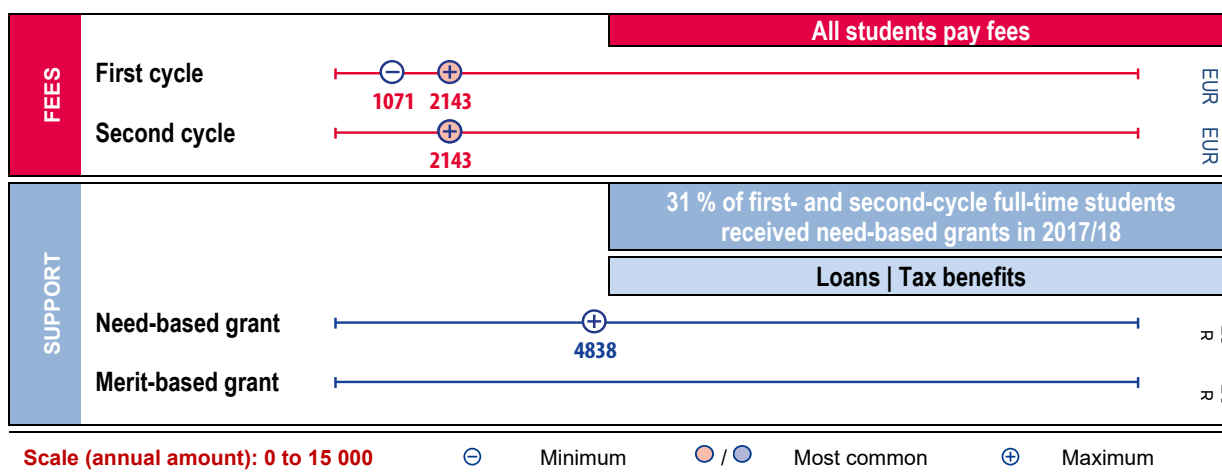 All students pay fees
FEES
First cycle
1071 2143
EUR
Second cycle
2143
EUR
31 % of first- and second-cycle full-time students
received need-based grants in 2017/18
Loans | Tax benefits
SUPPORT
Need-based grant
4838
R
Merit-based grant
R
Scale (annual amount): 0 to 15 000 Minimum / Most common Maximum